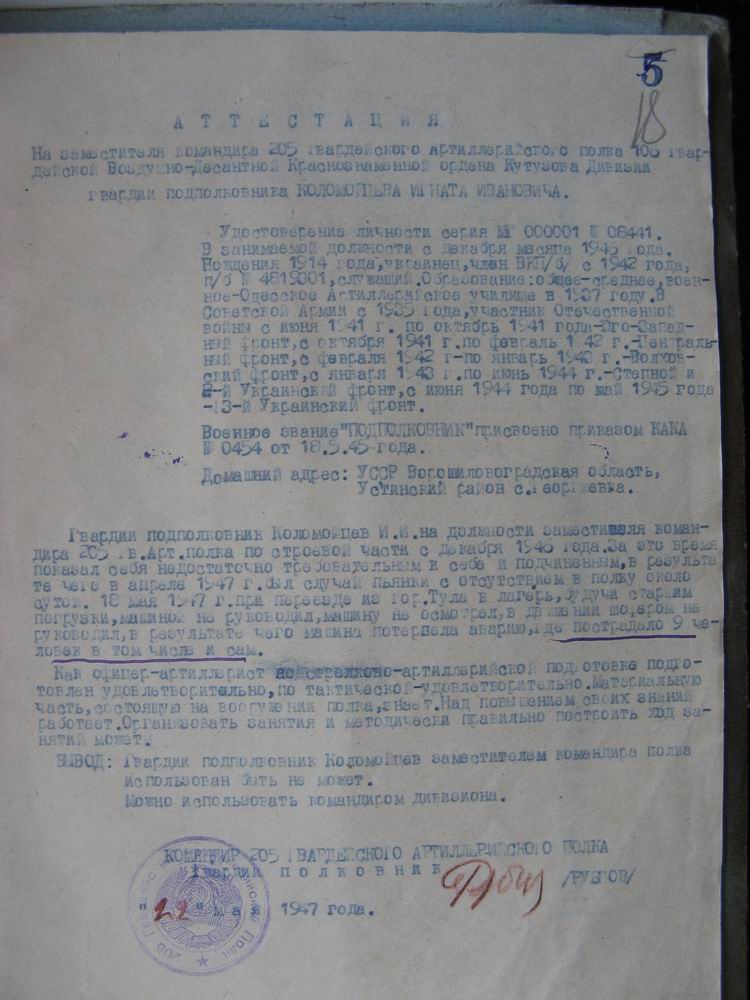 5
18
А Т Т Е С Т А Ц И Я
На заместителя командира 205 Гвардейского Артиллерийского полка 106 Гвар-
дейской Воздушно-Десантной Краснознаменной ордена Кутузова Дивизии
Гвардии подполковника КОЛОМОЙЦЕВА ИГНАТА ИВАНОВИЧА.
Удостоверение личности серия МГ 000001 № 08441.
В занимаемой должности с декабря месяца 1946 года.
Рождения 1914 года, украинец, член ВКП/б/ с 1942 года,
п/б № 4819301, служащий. Образование: общее-среднее, воен-
ное-Одесское Артиллерийское училище в 1937 году. В
Советской Армии с 1935 года, участник Отечественной
войны с июня 1941 г. по октябрь 1941 года-Юго-Запад-
ный фронт, с октября 1941 г. по февраль 1942 г.-Централь-
ный фронт, с февраля 1942 г-по январь 1943 г.-Волхов-
ский фронт, с января 1943 г. по июнь 1944 г.-Степной и
2-й Украинский фронт, с июня 1944 года по май 1945 года
-3-й Украинский фронт.
Военное звание "ПОДПОЛКОВНИК" присвоено приказом КАКА
№ 0454 от 18.5.45 года.
Домашний адрес: УССР Ворошиловоградская область,
Устинский район с. Георгиевка.
Гвардии подполковник Коломойцев И.И. на должности заместителя коман-
дира 205 Гв. Арт. полка по строевой части с декабря 1946 года. За это время
показал себя недостаточно требовательным к себе и подчиненным, в результа
те чего в апреле 1947 г. был случай пьянки с отсутствием в полку около
суток. 18 мая 1947 г. при переезде из гор. Тула в лагерь, будучи старшим
погрузки, машиной не руководил, машину не осмотрел, в движении шофером не
руководил, в результате чего машина потерпела аварию, где пострадало 9 че-
ловек в том числе и сам.
Как офицер-артиллерист по стрелково-артиллерийской подготовке подго-
товлен удовлетворительно, по тактической-удовлетворительно. Материальную
часть, состоящую на вооружении полка, знает. Над повышением своих знаний
работает. Организовать занятия и методически правильно построить ход за-
нятий может.
ВЫВОД: Гвардии подполковник Коломойцев заместителем командира полка
использован быть не может.
Можно использовать командиром дивизиона.
КОМАНДИР 205 ГВАРДЕЙСКОГО АРТИЛЛЕРИЙСКОГО ПОЛКА
Гвардии П О Л К О В Н И К /РУБЦОВ/
"22" мая 1947 года.